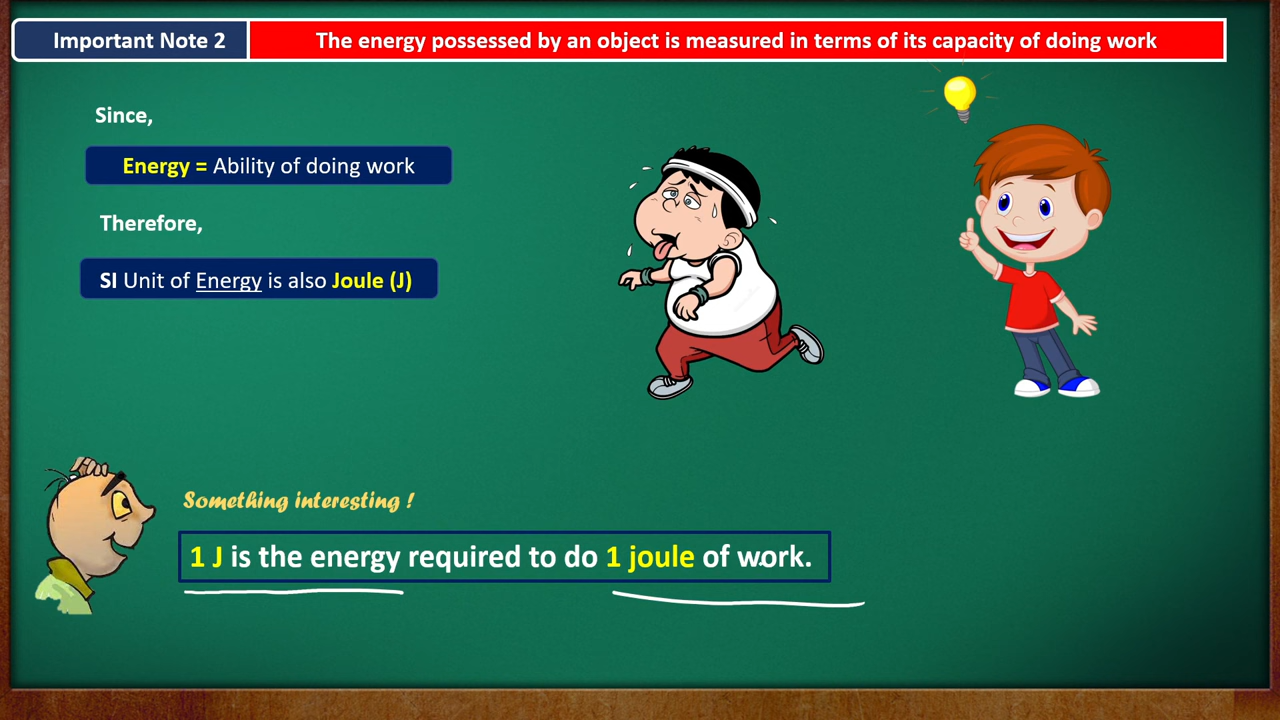 Important Note 2
The energy possessed by an object is measured in terms of its capacity of doing work
Since,
Energy = Ability of doing work
Therefore,
SI Unit of Energy is also Joule (J)
Something interesting !
1 J is the energy required to do 1 joule of work.